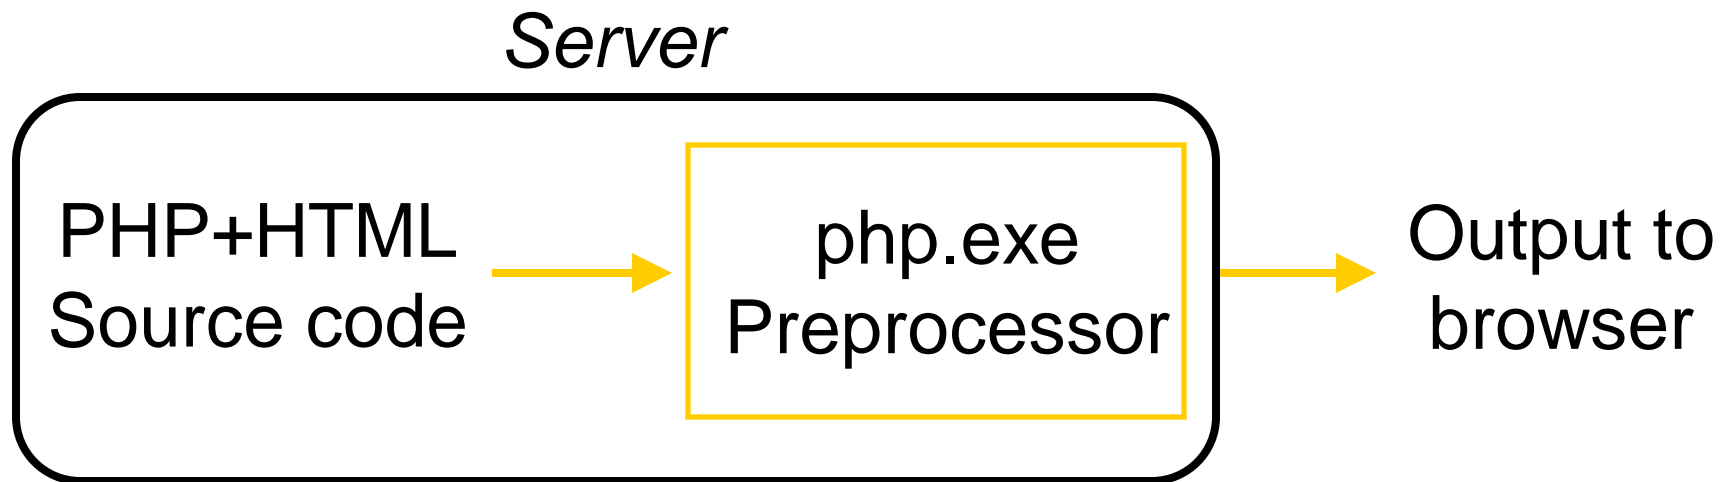 Server
PHP+HTML
Source code
php.exe
Preprocessor
Output to
browser